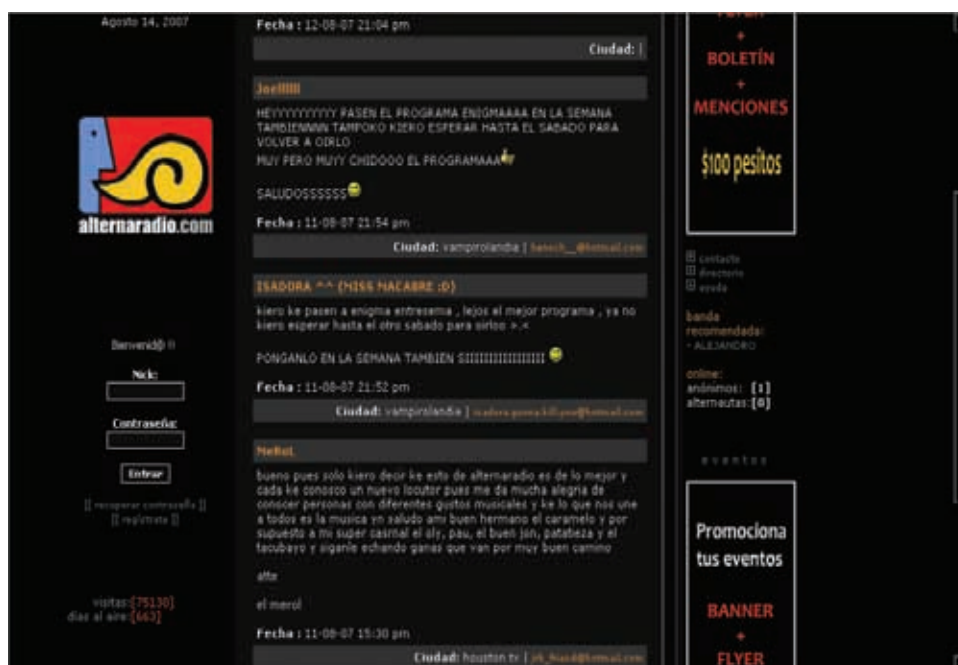 Agosto 14, 2007
alternaradio.com
Bienvenid@ !!
Nick:
Contraseña:
Entrar
[[ recuperar contraseña ]]
[[ registrate ]]
visitas:[75130]
dias al aire:[663]
Fecha : 12-08-07 21:04 pm
Ciudad: |
Joellllll
HEYYYYYYYYYY PASEN EL PROGRAMA ENIGMAAAA EN LA SEMANA
TAMBIENNNN TAMPOKO KIERO ESPERAR HASTA EL SABADO PARA
VOLVER A OIRLO
MUY PERO MUYY CHIDOOO EL PROGRAMAAA
SALUDOSSSSSS
Fecha : 11-08-07 21:54 pm
Ciudad: vampirolandia |
ISADORA ^^ (MISS MACABRE :D)
kiero ke pasen a enigma entresema , lejos el mejor programa , ya no
kiero esperar hasta el otro sabado para oirlos >.<
PONGANLO EN LA SEMANA TAMBIEN SIIIIIIIIIIIIIIIIII
Fecha : 11-08-07 21:52 pm
Ciudad: vampirolandia |
MeRoL
bueno pues solo kiero decir ke esto de alternaradio es de lo mejor y
cada ke conosco un nuevo locutor pues me da mucha alegria de
conocer personas con diferentes gustos musicales y ke lo que nos une
a todos es la musica yn saludo ami buen hermano el caramelo y por
supuesto a mi super casrnal el oly, pau, el buen jon, patatieza y el
tacubayo y siganle echando ganas que van por muy buen camino
atte
el merol
Fecha : 11-08-07 15:30 pm
Ciudad: houston tx |
+
BOLETÍN
+
MENCIONES
$100 pesitos
contacto
directorio
ayuda
banda
recomendada:
- ALEJANDRO
online:
anónimos: [1]
alternautas:[0]
eventos
Promociona
tus eventos
BANNER
+
FLYER